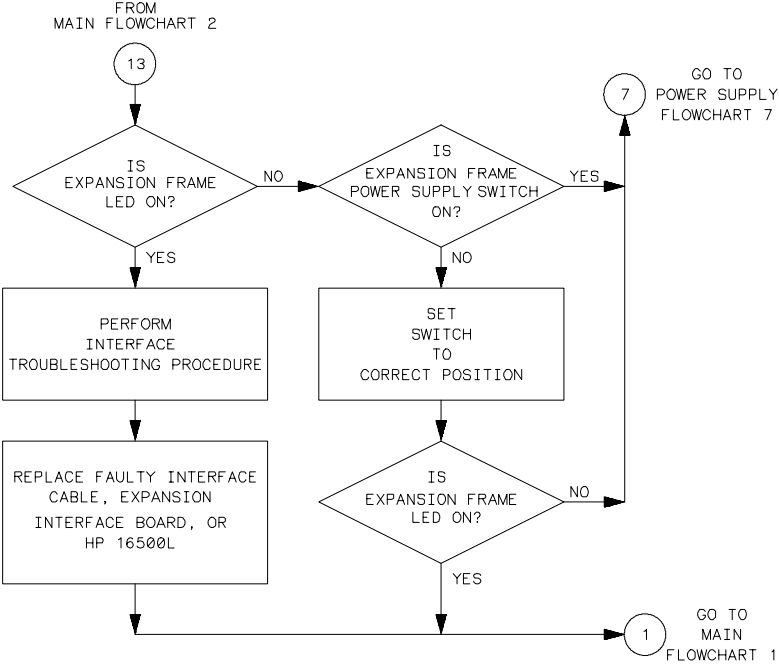 FROM
MAIN FLOWCHART 2
13
GO TO
POWER SUPPLY
FLOWCHART 7
7
IS
EXPANSION FRAME
LED ON?
NO
IS
EXPANSION FRAME
POWER SUPPLY SWITCH
ON?
YES
YES
NO
PERFORM
INTERFACE
TROUBLESHOOTING PROCEDURE
SET
SWITCH
TO
CORRECT POSITION
REPLACE FAULTY INTERFACE
CABLE, EXPANSION
INTERFACE BOARD, OR
HP 16500L
IS
EXPANSION FRAME
LED ON?
NO
YES
1
GO TO
MAIN
FLOWCHART 1